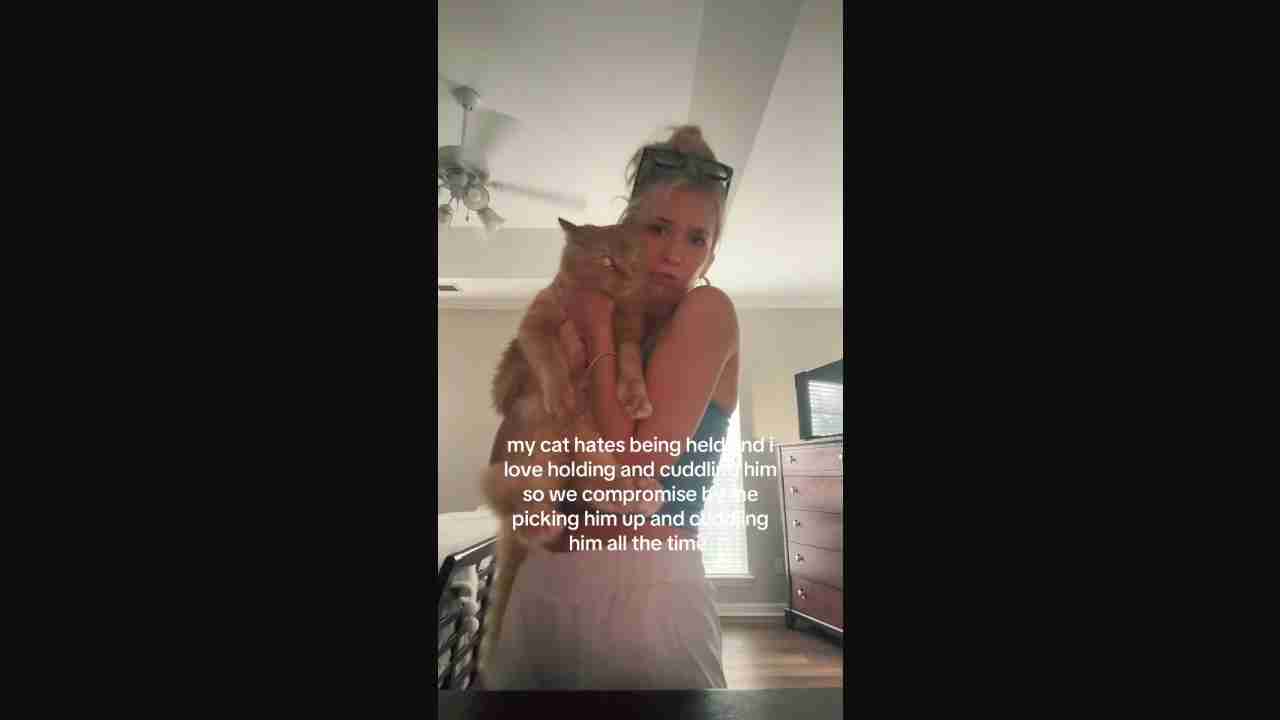 my cat hates being held and i
love holding and cuddling him
so we compromise by me
picking him up and cuddling
him all the time